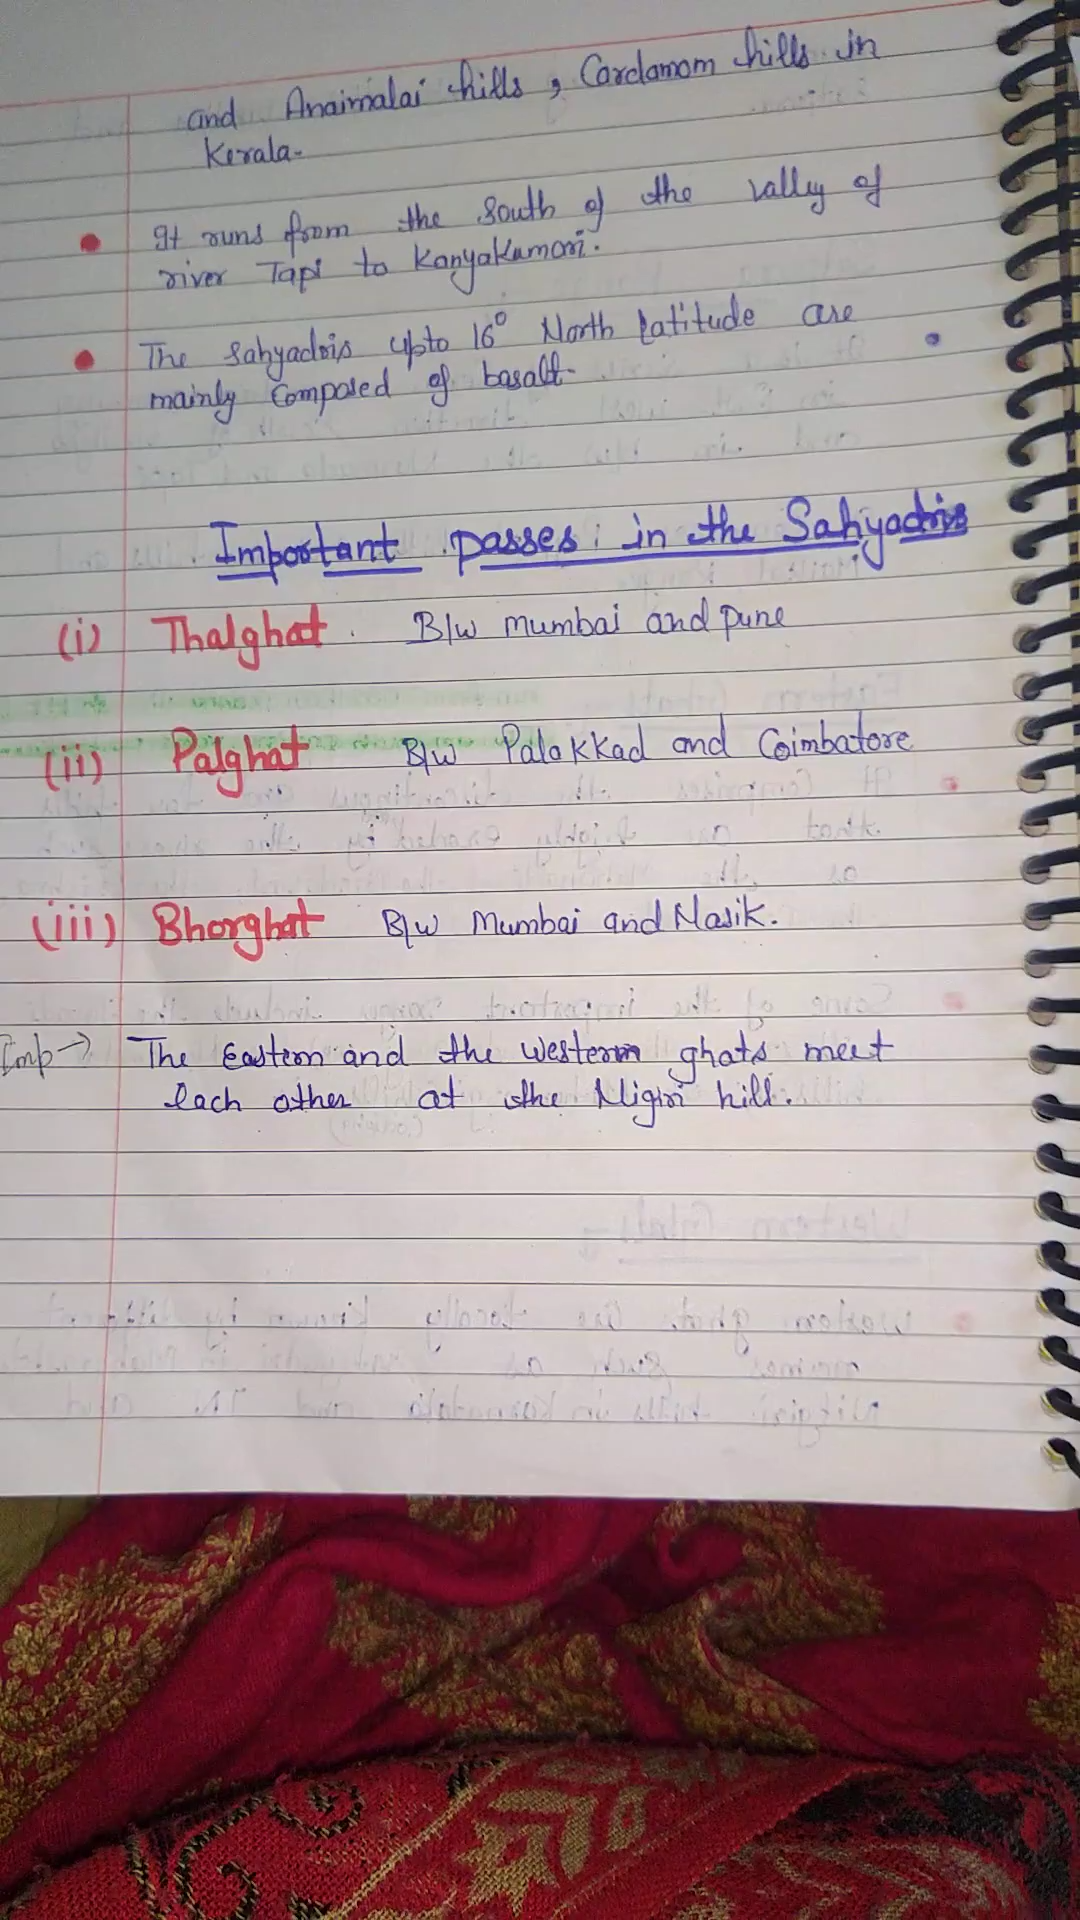 and Anaimalai hills, Cardamom hills in
Kerala.
It runs from the south of the vally of
river Tapi to Kanyakumari.
The Sahyadris upto 16° North Latitude are
mainly Composed of basalt.
Important passes in the Sahyadris
(i) Thalghat. B/w Mumbai and Pune
(ii) Palghat B/w Palakkad and Coimbatore
(iii) Bhorghat B/w Mumbai and Nasik.
Imp → The Eastern and the Western ghats meet
each other at the Nligiri hill.